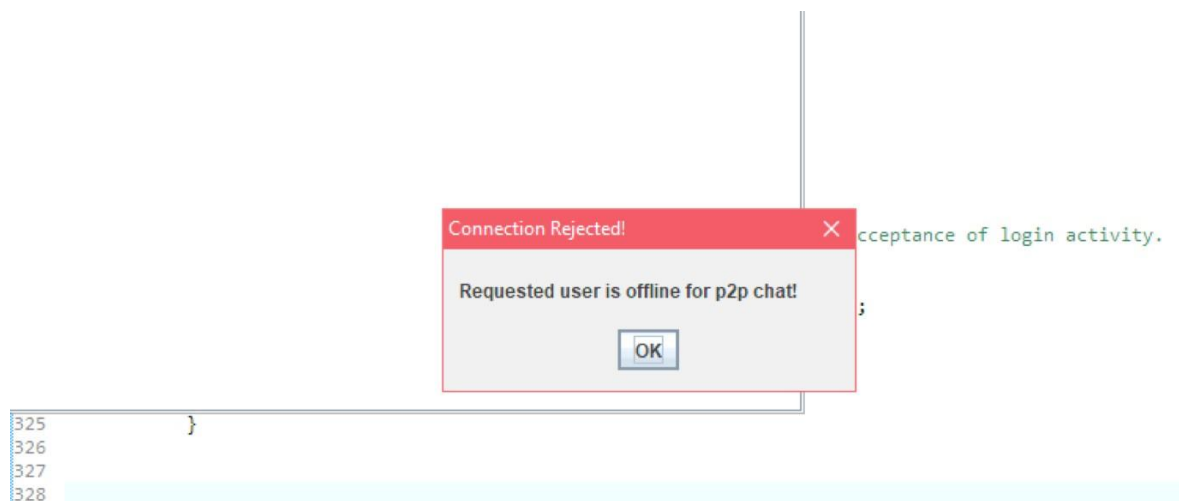 Connection Rejected!
cceptance of login activity.
Requested user is offline for p2p chat!
;
OK
325 }
326
327
328